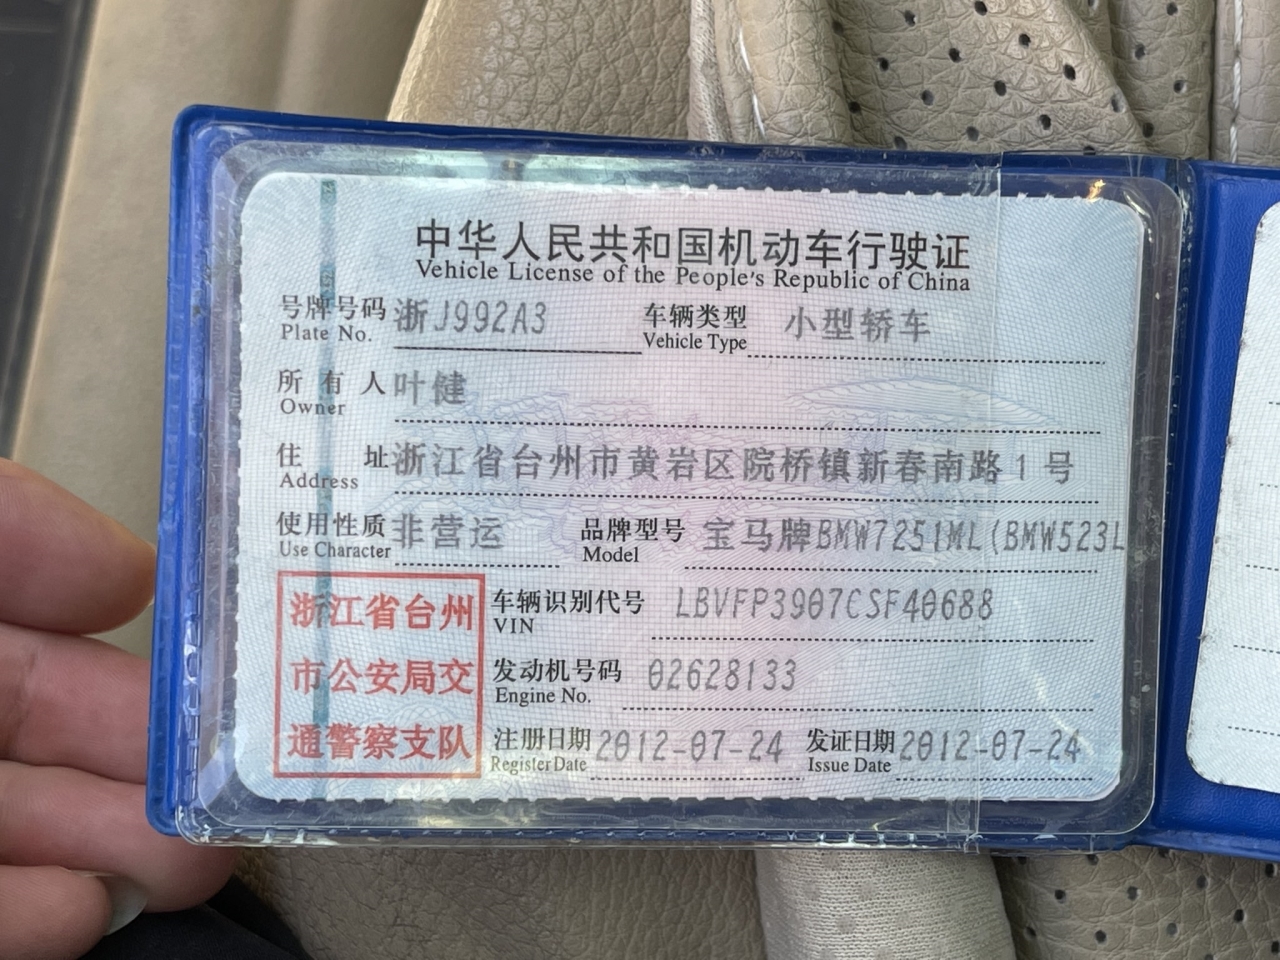 中华人民共和国机动车行驶证
Vehicle License of the People's Republic of China
号牌号码 浙J992A3 车辆类型 小型轿车
Plate No. Vehicle Type
所有人 叶健
Owner
住址 浙江省台州市黄岩区院桥镇新春南路1号
Address
使用性质 非营运 品牌型号 宝马牌BMW7251ML(BMW523L
Use Character Model
车辆识别代号 LBVFP3907CSF40688
VIN
发动机号码 02628133
Engine No.
注册日期 2012-07-24 发证日期 2012-07-24
Register Date Issue Date
浙江省台州
市公安局交
通警察支队